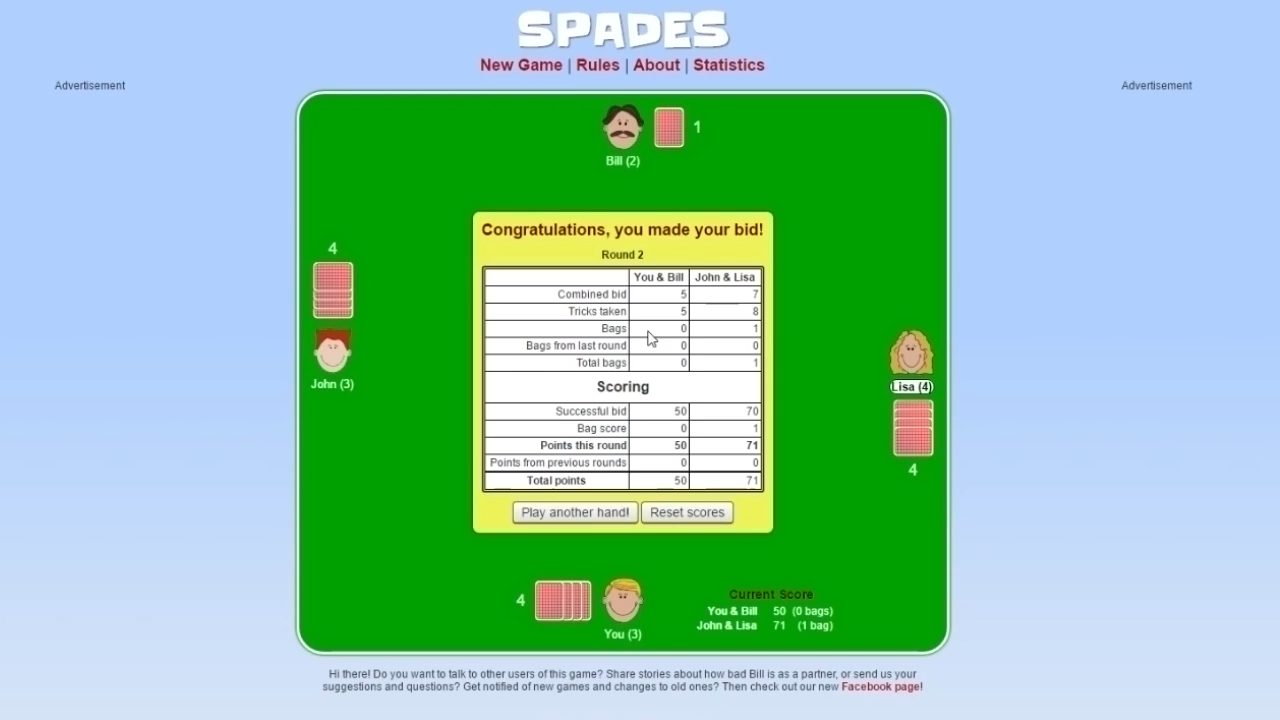 SPADES
New Game | Rules | About | Statistics
Advertisement
Advertisement
1
Bill (2)
4
John (3)
Congratulations, you made your bid!
Round 2
You & Bill John & Lisa
Combined bid 5 7
Tricks taken 5 8
Bags 0 1
Bags from last round 0 0
Total bags 0 1
Scoring
Successful bid 50 70
Bag score 0 1
Points this round 50 71
Points from previous rounds 0 0
Total points 50 71
Play another hand! Reset scores
Lisa (4)
4
4
You (3)
Current Score
You & Bill 50 (0 bags)
John & Lisa 71 (1 bag)
Hi there! Do you want to talk to other users of this game? Share stories about how bad Bill is as a partner, or send us your
suggestions and questions? Get notified of new games and changes to old ones? Then check out our new Facebook page!